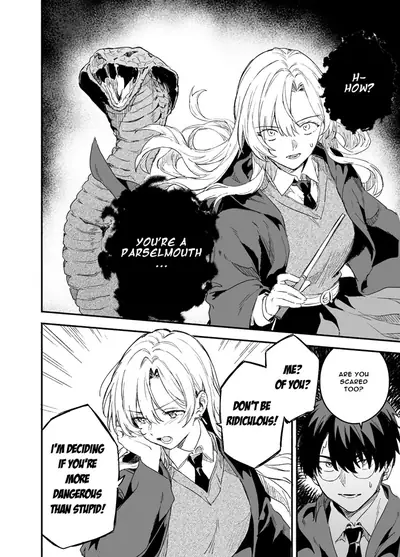 H-
HOW?
YOU'RE A
PARSELMOUTH
...
ARE YOU
SCARED
TOO?
ME?
OF YOU?
DON'T BE
RIDICULOUS!
I'M DECIDING
IF YOU'RE
MORE
DANGEROUS
THAN STUPID!